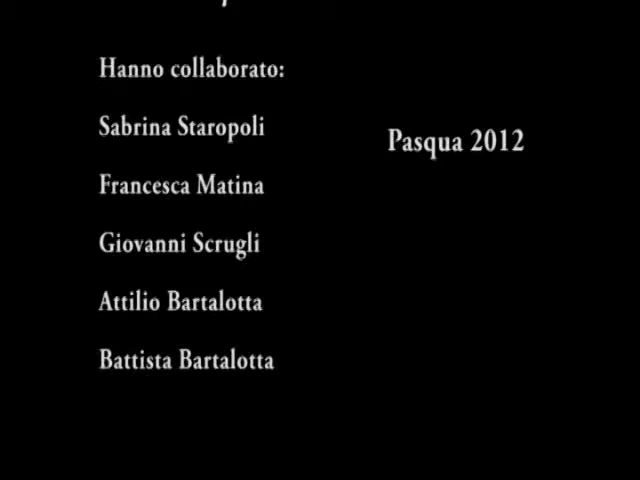 Hanno collaborato:
Sabrina Staropoli
Francesca Matina
Giovanni Scrugli
Attilio Bartalotta
Battista Bartalotta
Pasqua 2012